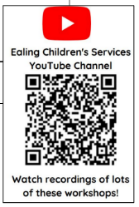 Ealing Children's Services
YouTube Channel
Watch recordings of lots
of these workshops!